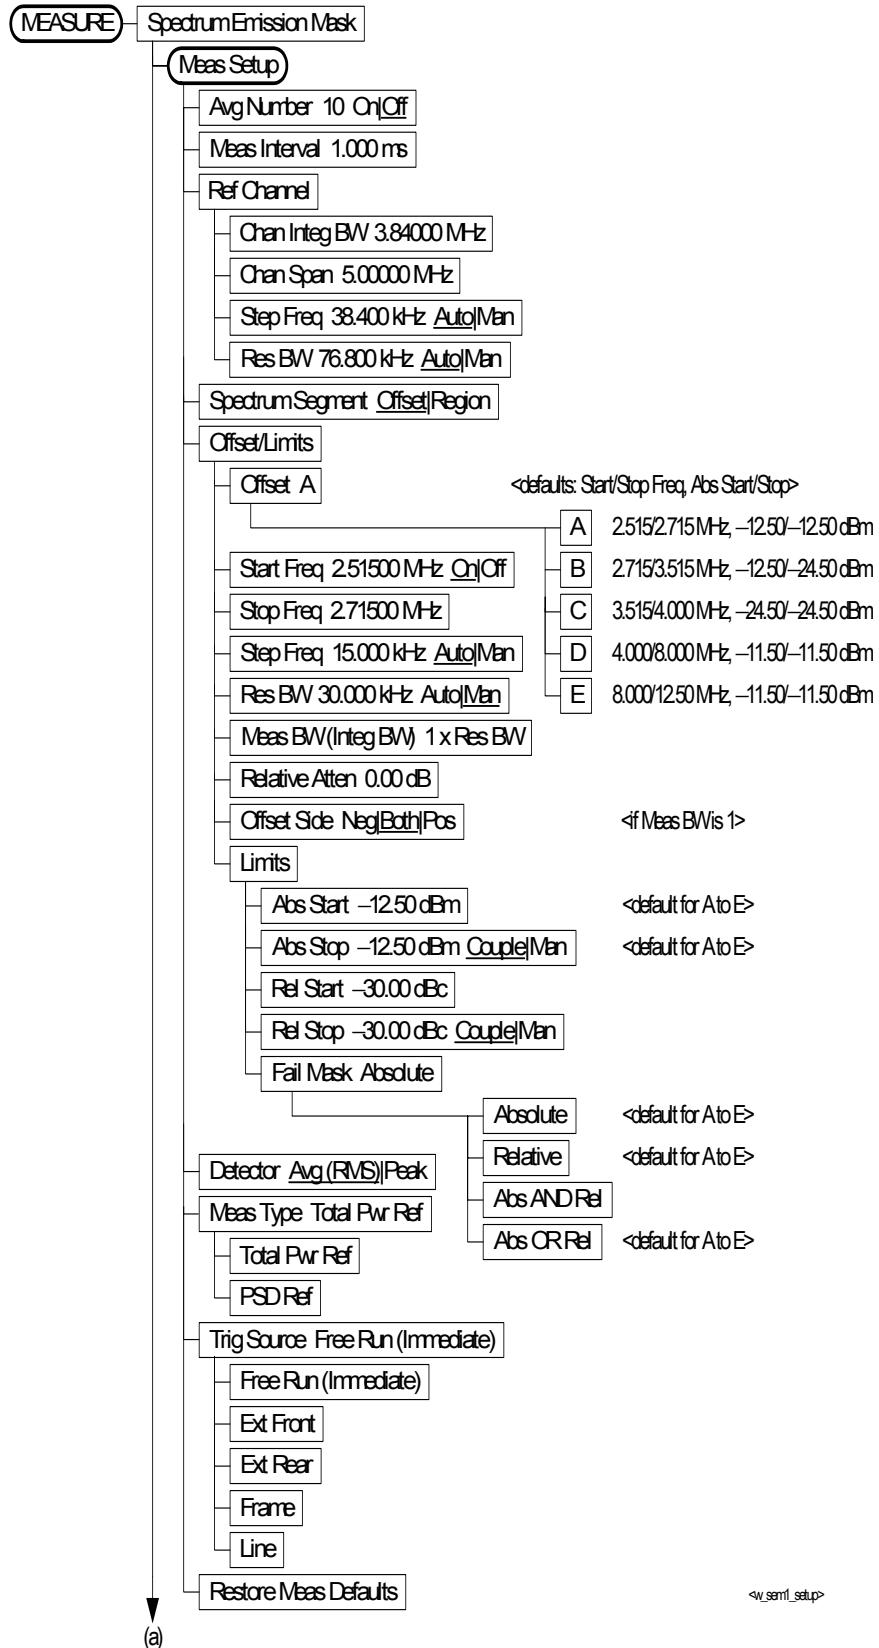 MEASURE Spectrum Emission Mask
Meas Setup
Avg Number 10 On|Off
Meas Interval 1.000 ms
Ref Channel
Chan Integ BW 3.84000 MHz
Chan Span 5.00000 MHz
Step Freq 38.400 kHz Auto|Man
Res BW 76.800 kHz Auto|Man
Spectrum Segment Offset|Region
Offset/Limits
Offset A <defaults: Start/Stop Freq, Abs Start/Stop>
A 2.515/2.715 MHz, –12.50/–12.50 dBm
Start Freq 2.51500 MHz On|Off B 2.715/3.515 MHz, –12.50/–24.50 dBm
Stop Freq 2.71500 MHz C 3.515/4.000 MHz, –24.50/–24.50 dBm
Step Freq 15.000 kHz Auto|Man D 4.000/8.000 MHz, –11.50/–11.50 dBm
Res BW 30.000 kHz Auto|Man E 8.000/12.50 MHz, –11.50/–11.50 dBm
Meas BW (Integ BW) 1 x Res BW
Relative Atten 0.00 dB
Offset Side Neg|Both|Pos <if Meas BW is 1>
Limits
Abs Start –12.50 dBm <default for A to E>
Abs Stop –12.50 dBm Couple|Man <default for A to E>
Rel Start –30.00 dBc
Rel Stop –30.00 dBc Couple|Man
Fail Mask Absolute
Absolute <default for A to E>
Relative <default for A to E>
Detector Avg (RMS)|Peak
Abs AND Rel
Meas Type Total Pwr Ref
Abs OR Rel <default for A to E>
Total Pwr Ref
PSD Ref
Trig Source Free Run (Immediate)
Free Run (Immediate)
Ext Front
Ext Rear
Frame
Line
Restore Meas Defaults <w_sem1_setup>
(a)